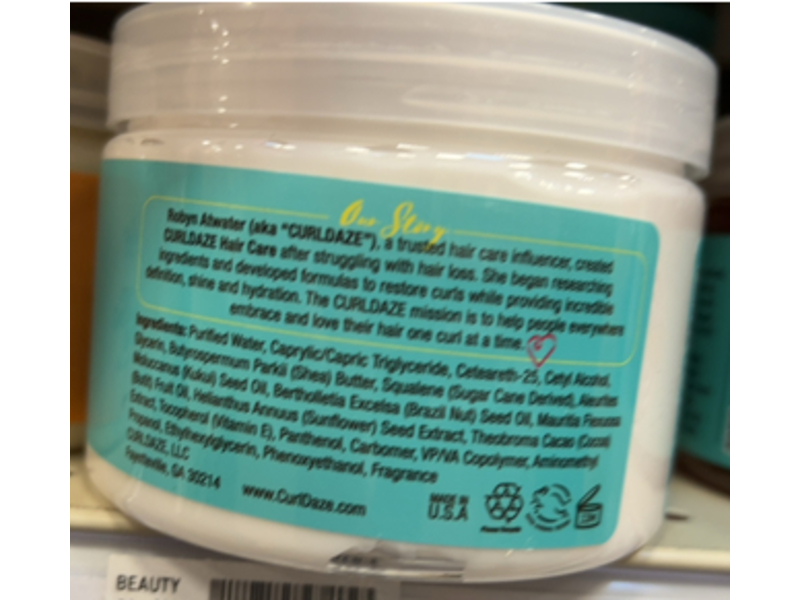 Our Story
Robyn Atwater (aka "CURLDAZE"), a trusted hair care influencer, created
CURLDAZE Hair Care after struggling with hair loss. She began researching
ingredients and developed formulas to restore curls while providing incredible
definition, shine and hydration. The CURLDAZE mission is to help people everywhere
embrace and love their hair one curl at a time.
Ingredients: Purified Water, Caprylic/Capric Triglyceride, Ceteareth-25, Cetyl Alcohol,
Glycerin, Butyrospermum Parkii (Shea) Butter, Squalene (Sugar Cane Derived), Aleurites
Moluccanus (Kukui) Seed Oil, Bertholletia Excelsa (Brazil Nut) Seed Oil, Mauritia Flexuosa
(Buriti) Fruit Oil, Helianthus Annuus (Sunflower) Seed Extract, Theobroma Cacao (Cocoa)
Extract, Tocopherol (Vitamin E), Panthenol, Carbomer, VP/VA Copolymer, Aminomethyl
Propanol, Ethylhexylglycerin, Phenoxyethanol, Fragrance
CURLDAZE, LLC
Fayetteville, GA 30214
www.CurlDaze.com
MADE IN
U.S.A
BEAUTY